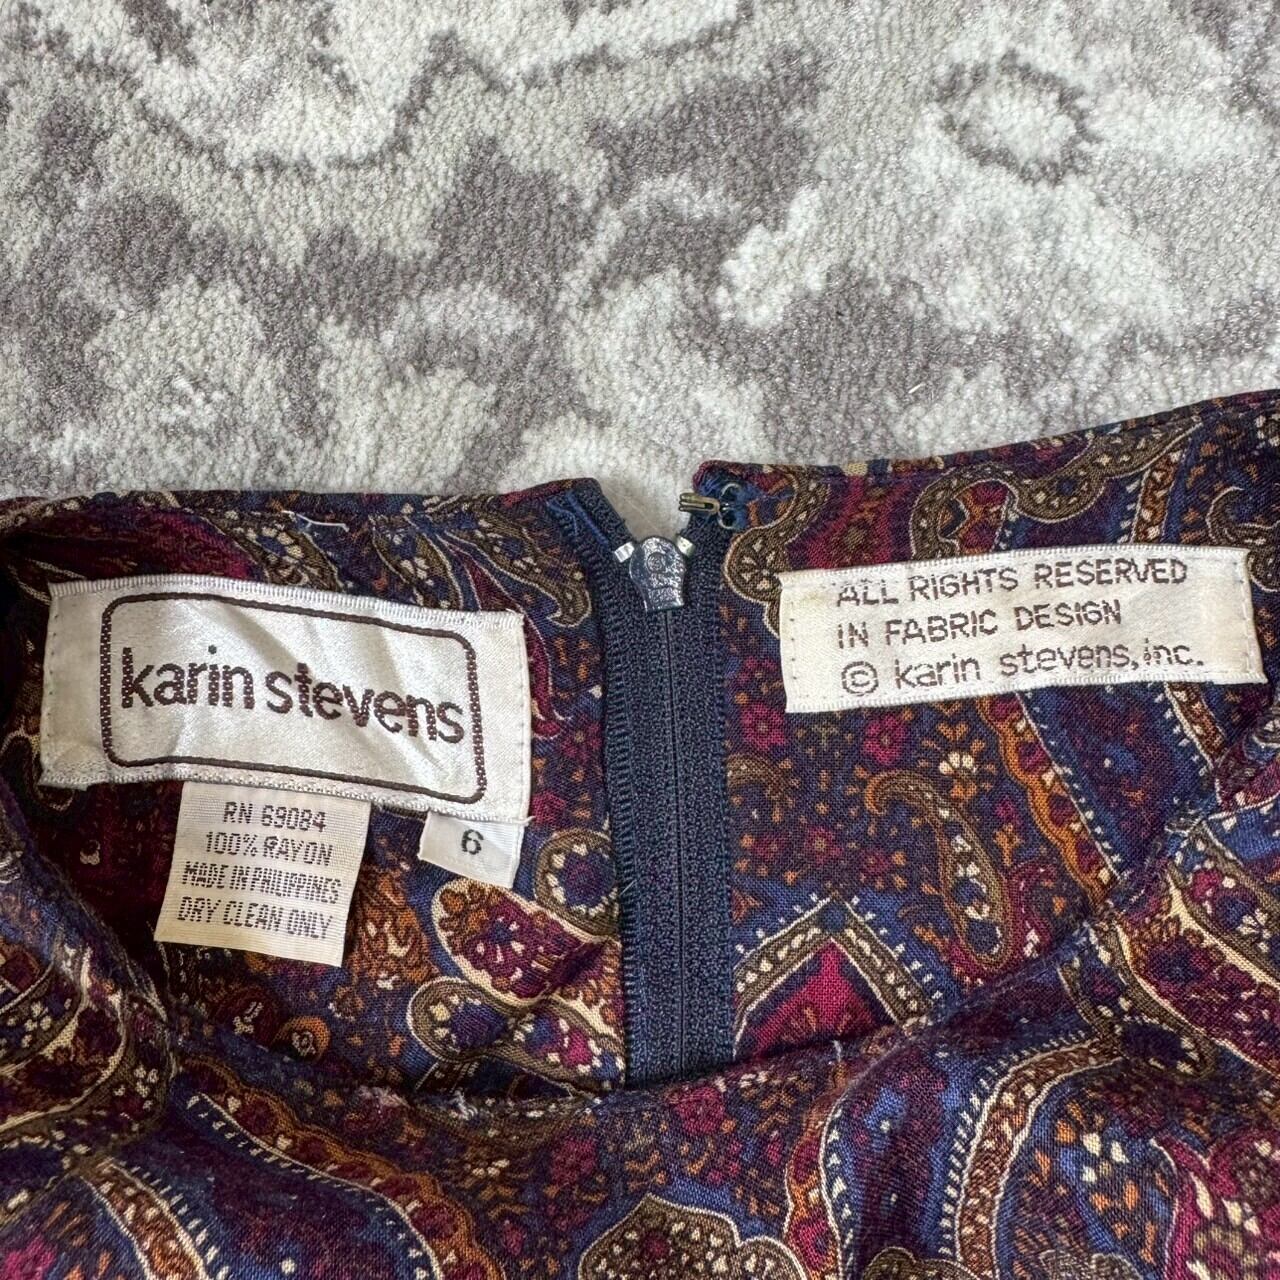 karin stevens
RN 69084
100% RAYON
MADE IN PHILIPPINES
DRY CLEAN ONLY
6
ALL RIGHTS RESERVED
IN FABRIC DESIGN
© karin stevens, inc.